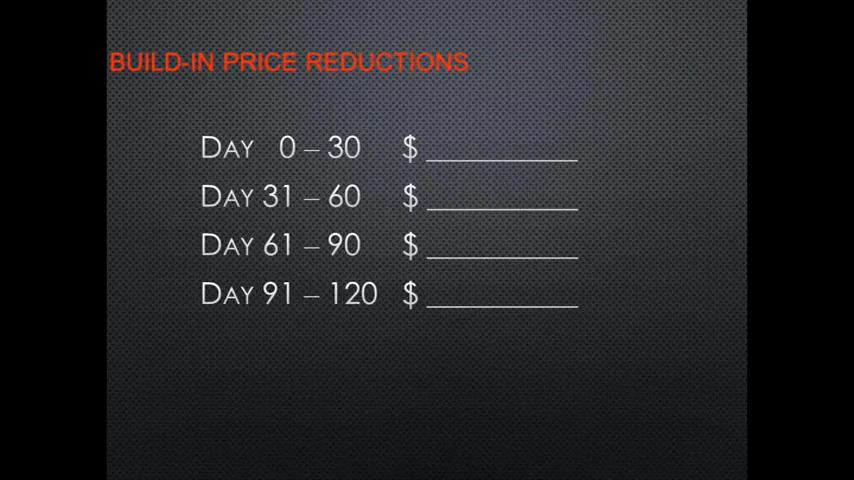 BUILD-IN PRICE REDUCTIONS
DAY 0 – 30 $ __________
DAY 31 – 60 $ __________
DAY 61 – 90 $ __________
DAY 91 – 120 $ __________